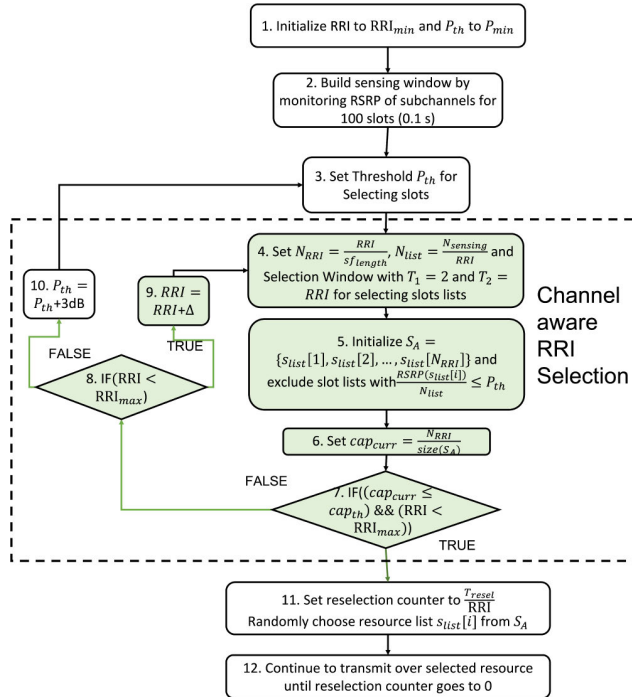 1. Initialize RRI to RRI_min and P_th to P_min
2. Build sensing window by
monitoring RSRP of subchannels for
100 slots (0.1 s)
3. Set Threshold P_th for
Selecting slots
4. Set N_RRI = RRI/sf_length, N_list = N_sensing/RRI and
Selection Window with T_1 = 2 and T_2 =
RRI for selecting slots lists
10. P_th =
P_th+3dB
9. RRI =
RRI+Δ
Channel
aware
RRI
Selection
5. Initialize S_A =
{s_list[1], s_list[2], … , s_list[N_RRI]} and
exclude slot lists with RSRP(s_list[i])/N_list ≤ P_th
FALSE
TRUE
8. IF(RRI <
RRI_max)
6. Set cap_curr = N_RRI/size(S_A)
FALSE
7. IF((cap_curr ≤
cap_th) && (RRI <
RRI_max))
TRUE
11. Set reselection counter to T_resel/RRI
Randomly choose resource list s_list[i] from S_A
12. Continue to transmit over selected resource
until reselection counter goes to 0